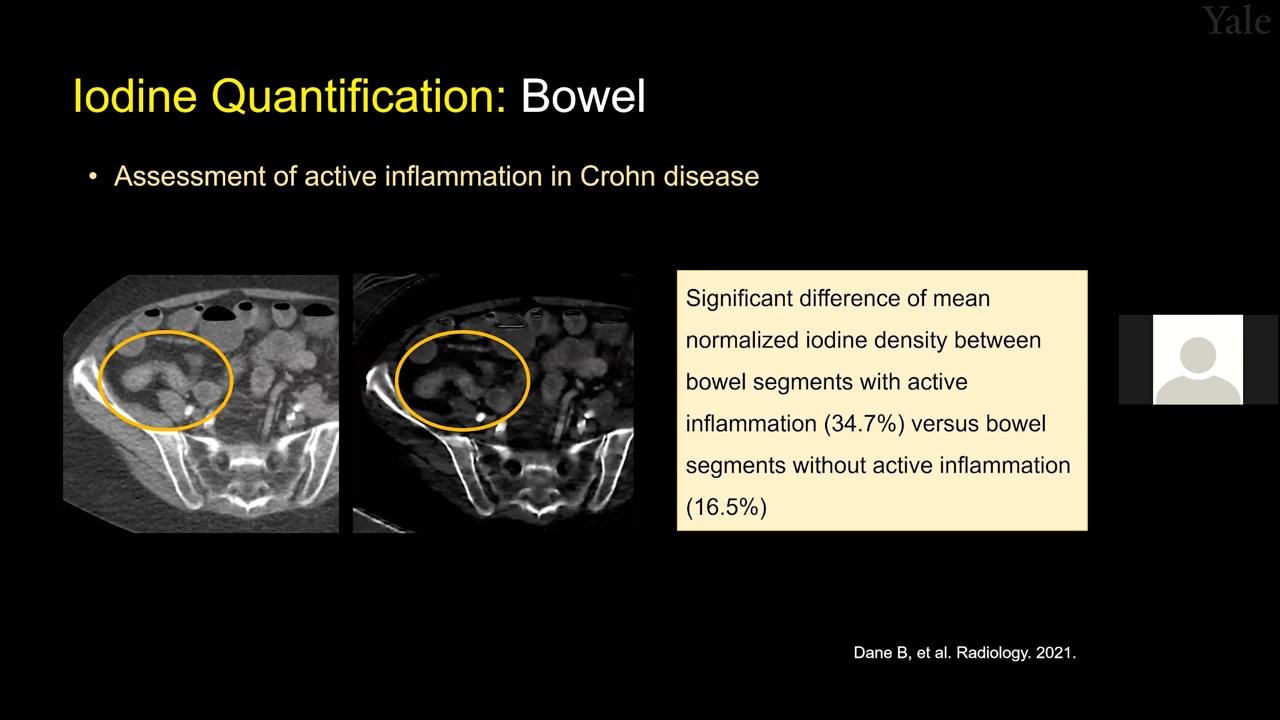 Yale
Iodine Quantification: Bowel
• Assessment of active inflammation in Crohn disease
Significant difference of mean
normalized iodine density between
bowel segments with active
inflammation (34.7%) versus bowel
segments without active inflammation
(16.5%)
Dane B, et al. Radiology. 2021.